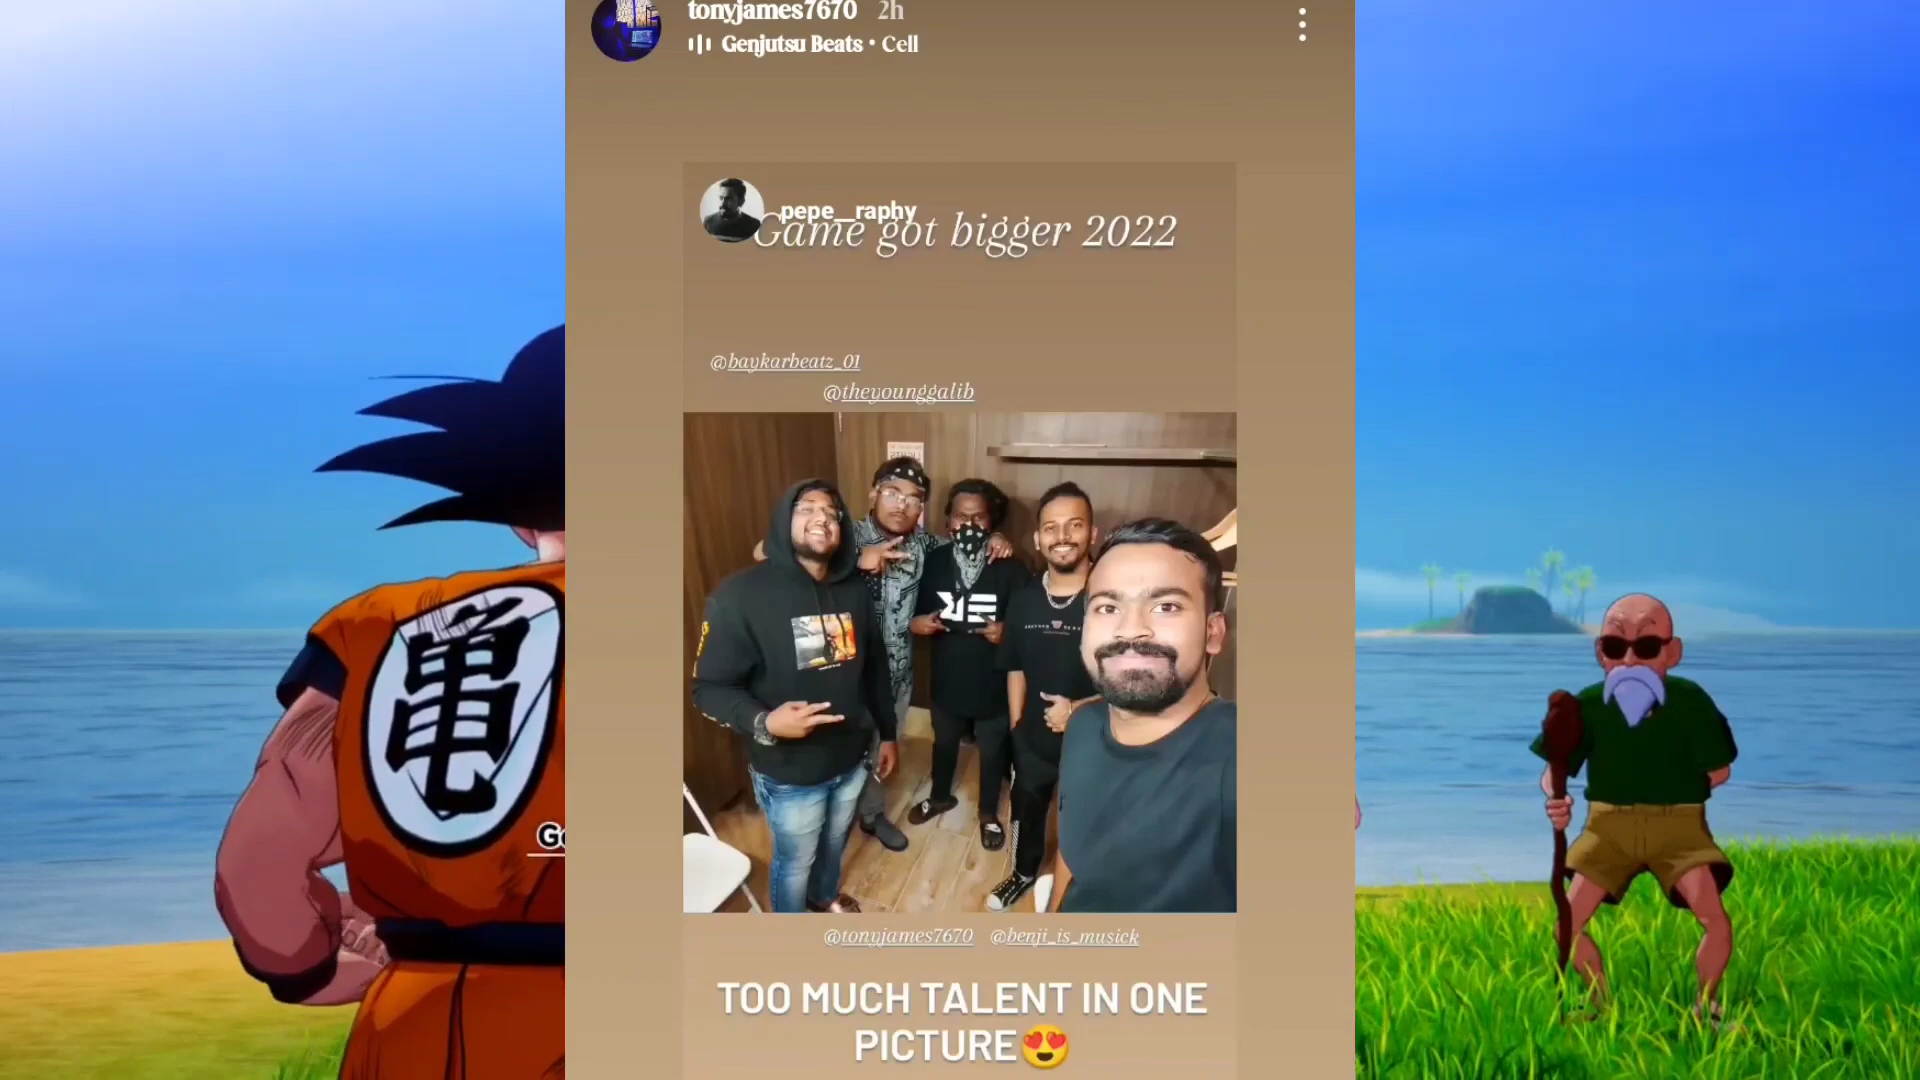 tonyjames7670 2h
Genjutsu Beats • Cell
pepe__raphy
Game got bigger 2022
@baykarbeatz_01
@theyounggalib
亀
@tonyjames7670 @benji_is_musick
TOO MUCH TALENT IN ONE
PICTURE😍